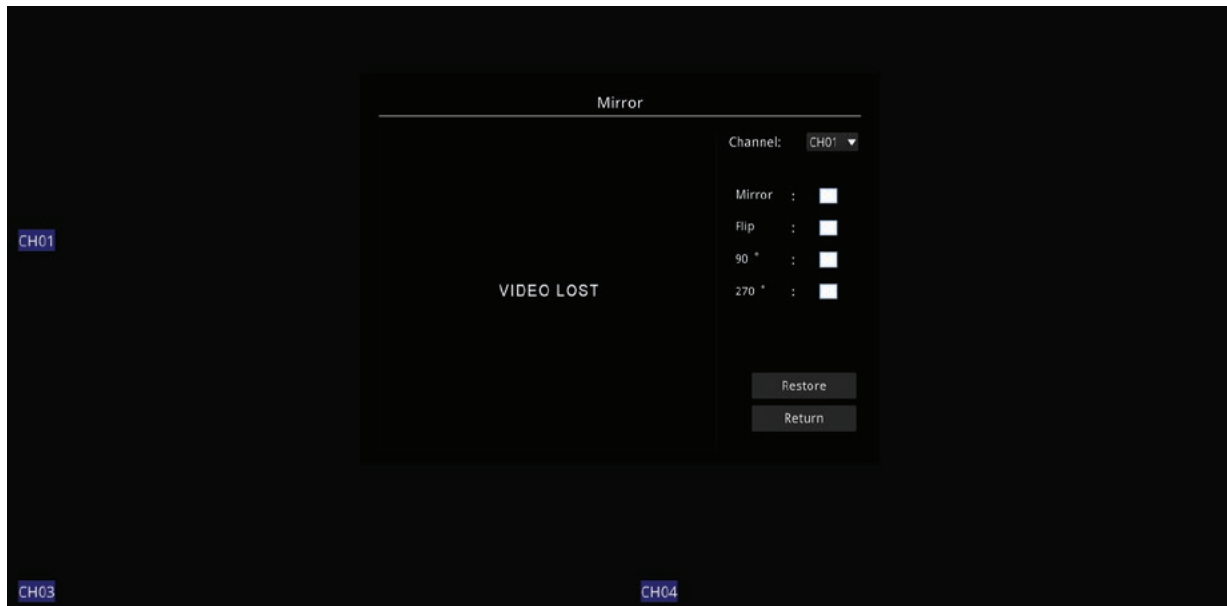 Mirror
Channel: CH01
Mirror :
Flip :
CH01
90 ° :
VIDEO LOST
270 ° :
Restore
Return
CH03
CH04